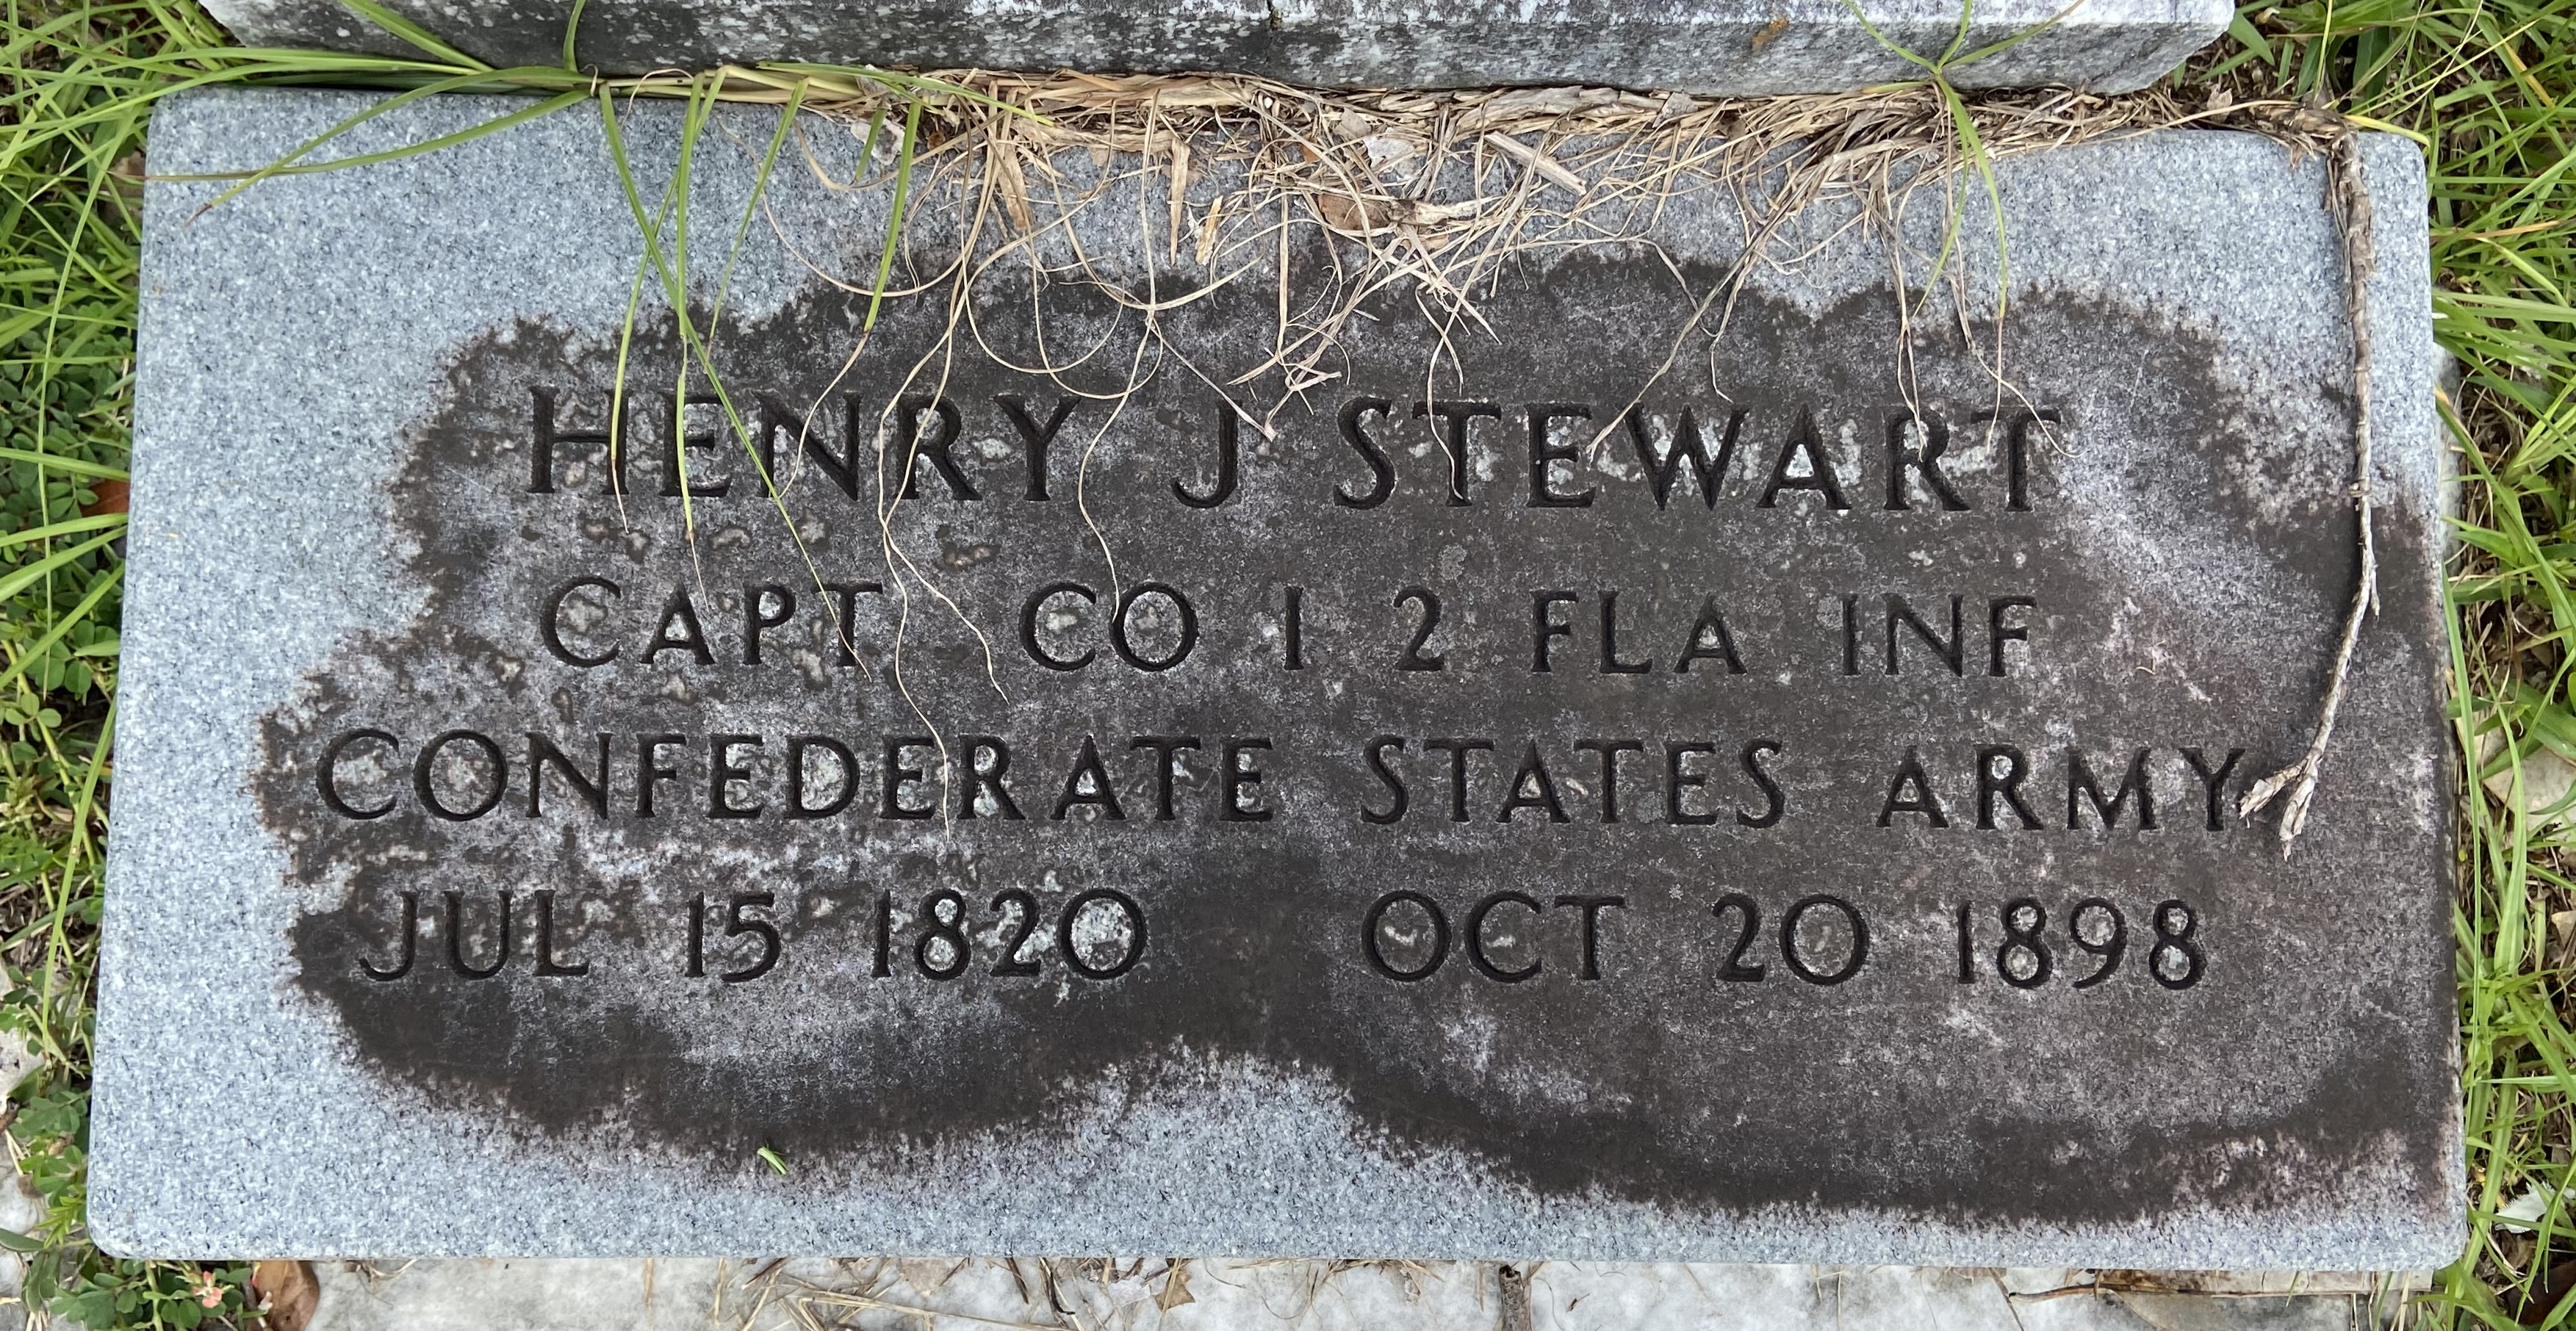 HENRY J STEWART
CAPT CO I 2 FLA INF
CONFEDERATE STATES ARMY
JUL 15 1820 OCT 20 1898